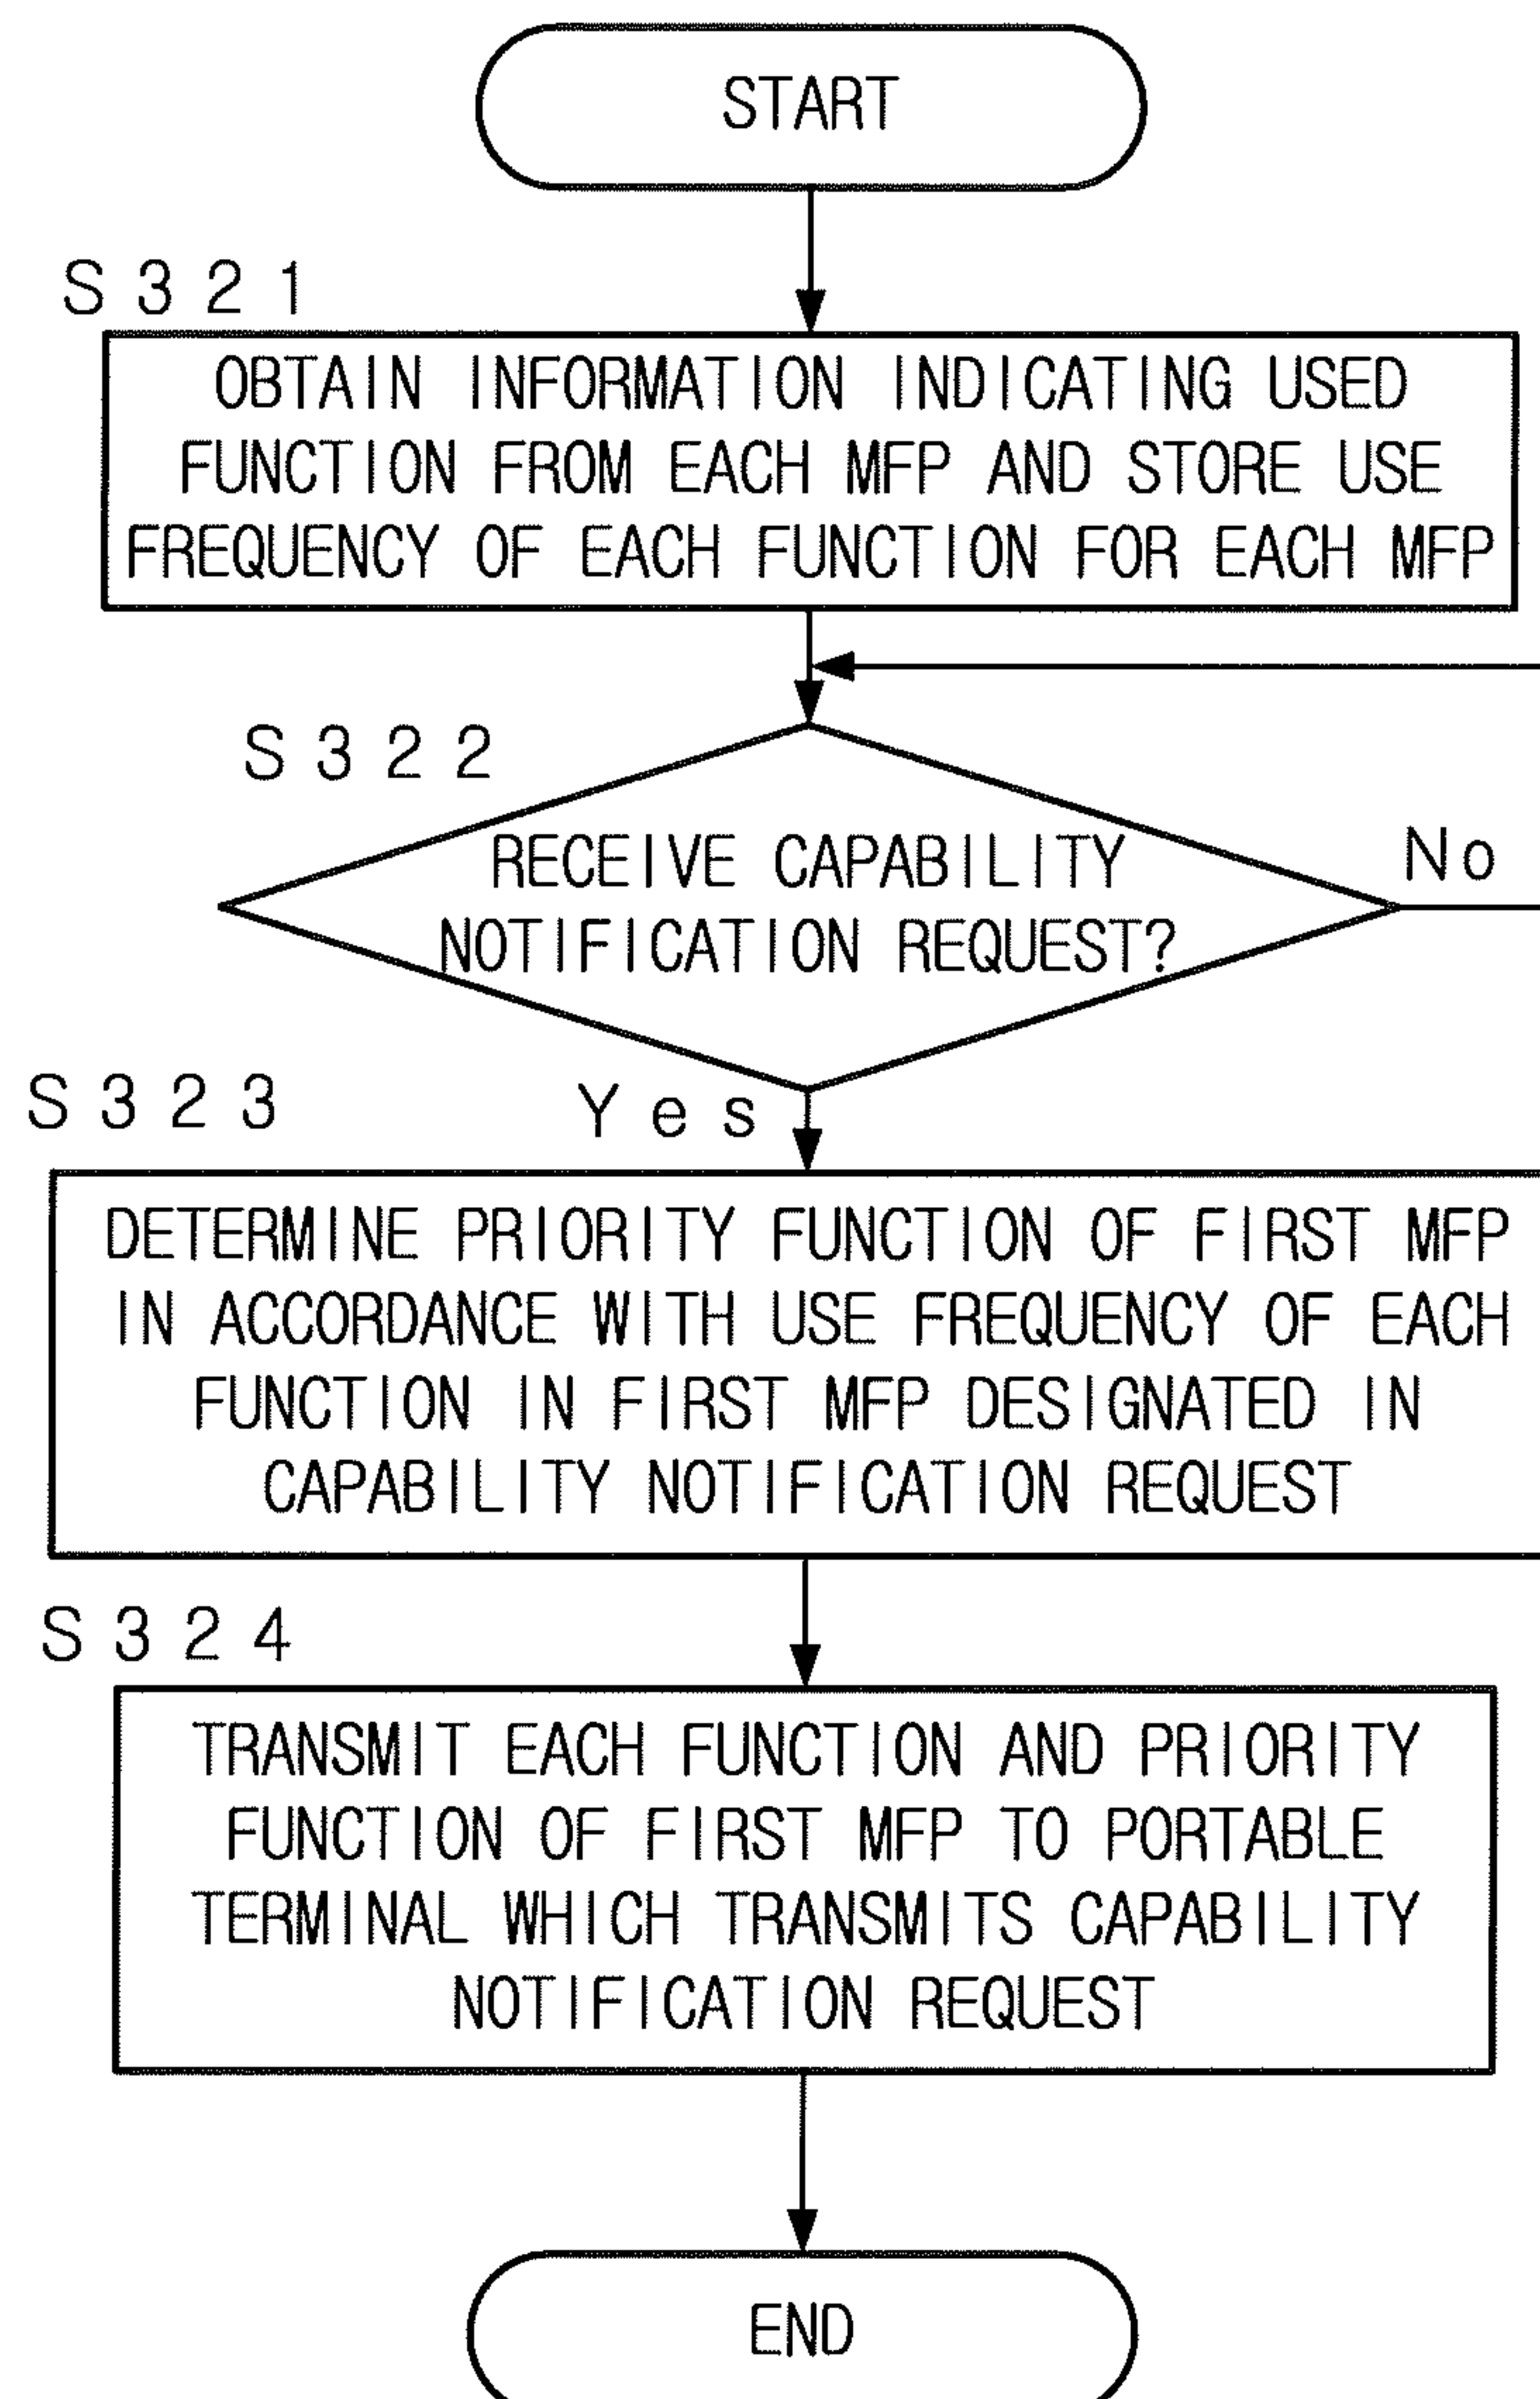 START
S321
OBTAIN INFORMATION INDICATING USED
FUNCTION FROM EACH MFP AND STORE USE
FREQUENCY OF EACH FUNCTION FOR EACH MFP
S322
RECEIVE CAPABILITY
NOTIFICATION REQUEST?
No
Yes
S323
DETERMINE PRIORITY FUNCTION OF FIRST MFP
IN ACCORDANCE WITH USE FREQUENCY OF EACH
FUNCTION IN FIRST MFP DESIGNATED IN
CAPABILITY NOTIFICATION REQUEST
S324
TRANSMIT EACH FUNCTION AND PRIORITY
FUNCTION OF FIRST MFP TO PORTABLE
TERMINAL WHICH TRANSMITS CAPABILITY
NOTIFICATION REQUEST
END